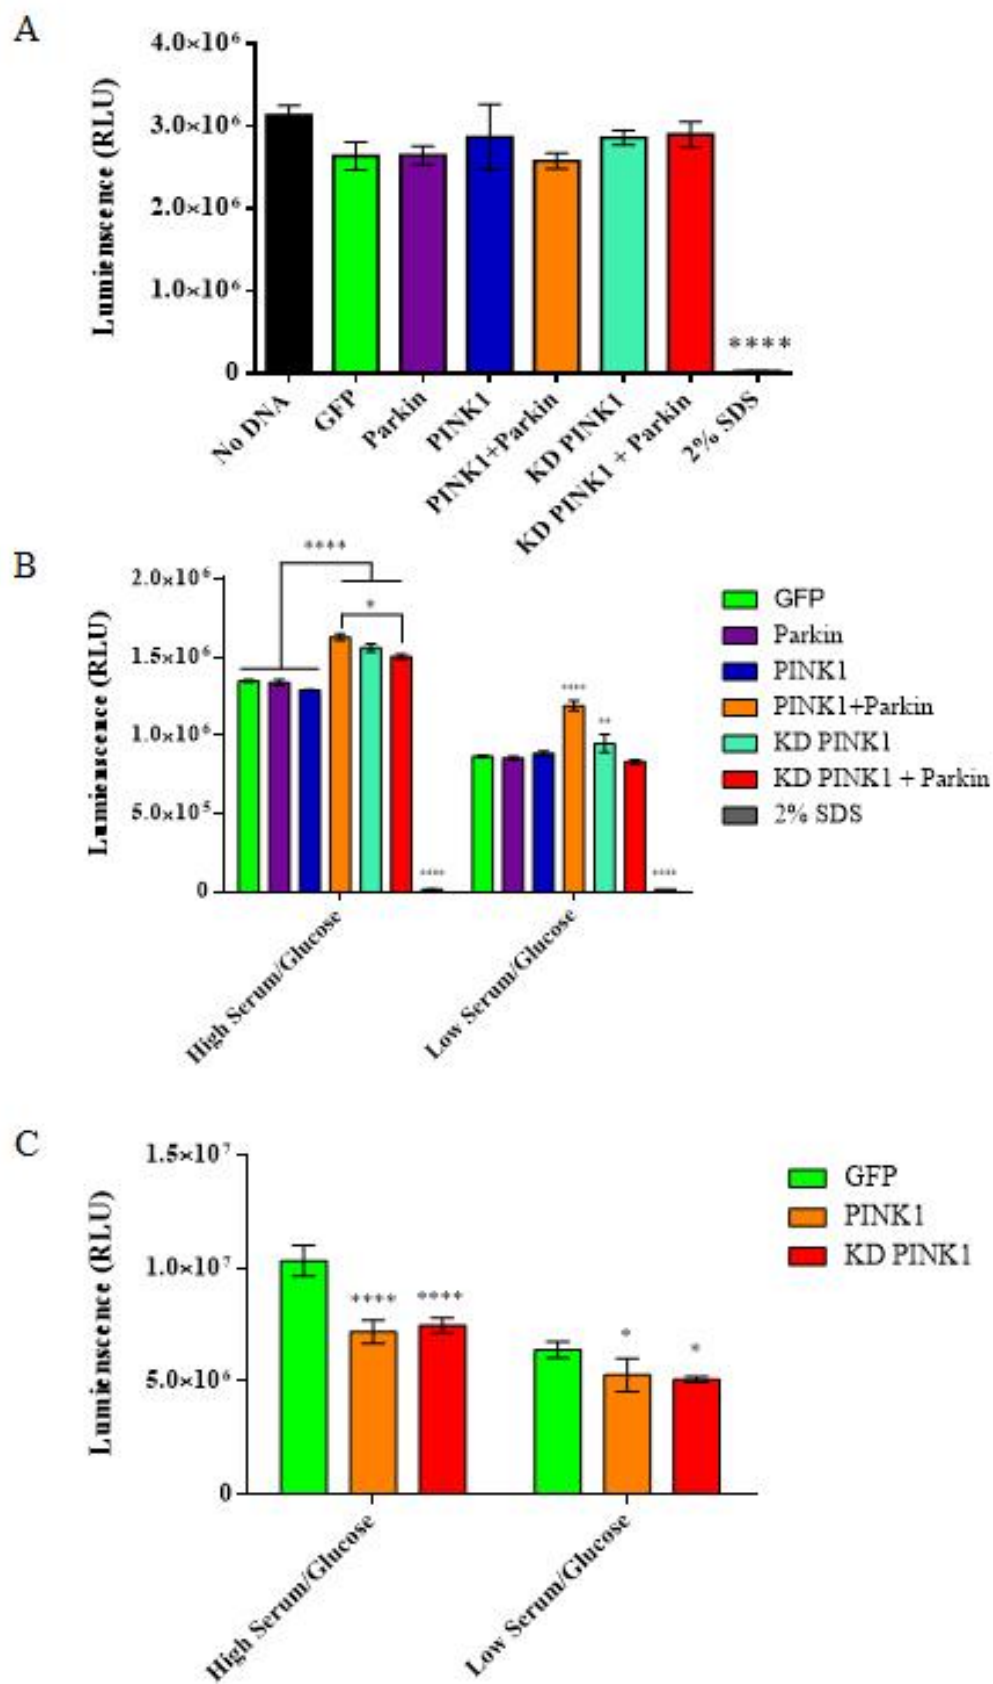 A
Lumienscence (RLU)
4.0×10⁶
3.0×10⁶
2.0×10⁶
1.0×10⁶
0
****
No DNA
GFP
Parkin
PINK1
PINK1+Parkin
KD PINK1
KD PINK1 + Parkin
2% SDS
B
Lumienscence (RLU)
2.0×10⁶
1.5×10⁶
1.0×10⁶
5.0×10⁵
0
****
*
****
****
**
****
High Serum/Glucose
Low Serum/Glucose
GFP
Parkin
PINK1
PINK1+Parkin
KD PINK1
KD PINK1 + Parkin
2% SDS
C
Lumienscence (RLU)
1.5×10⁷
1.0×10⁷
5.0×10⁶
0
****
****
*
*
High Serum/Glucose
Low Serum/Glucose
GFP
PINK1
KD PINK1